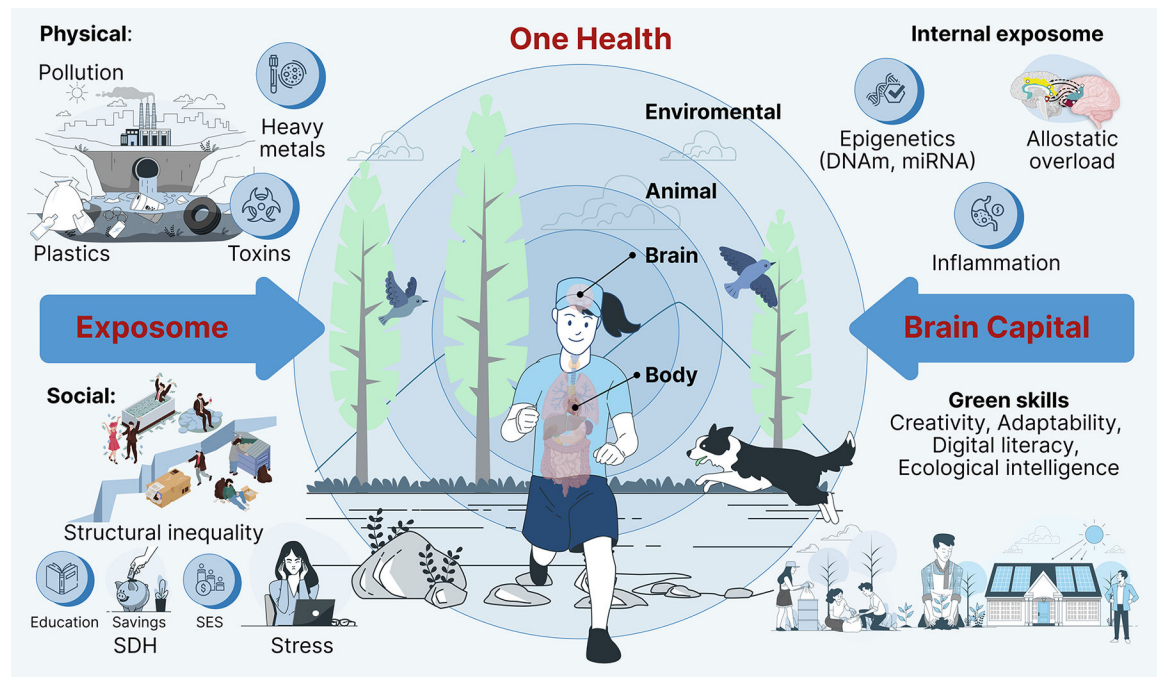 Physical:
Pollution
Heavy
metals
Plastics
Toxins
Exposome
Social:
Structural inequality
Education
Savings
SES
SDH
Stress
One Health
Enviromental
Animal
Brain
Body
Internal exposome
Epigenetics
(DNAm, miRNA)
Allostatic
overload
Inflammation
Brain Capital
Green skills
Creativity, Adaptability,
Digital literacy,
Ecological intelligence